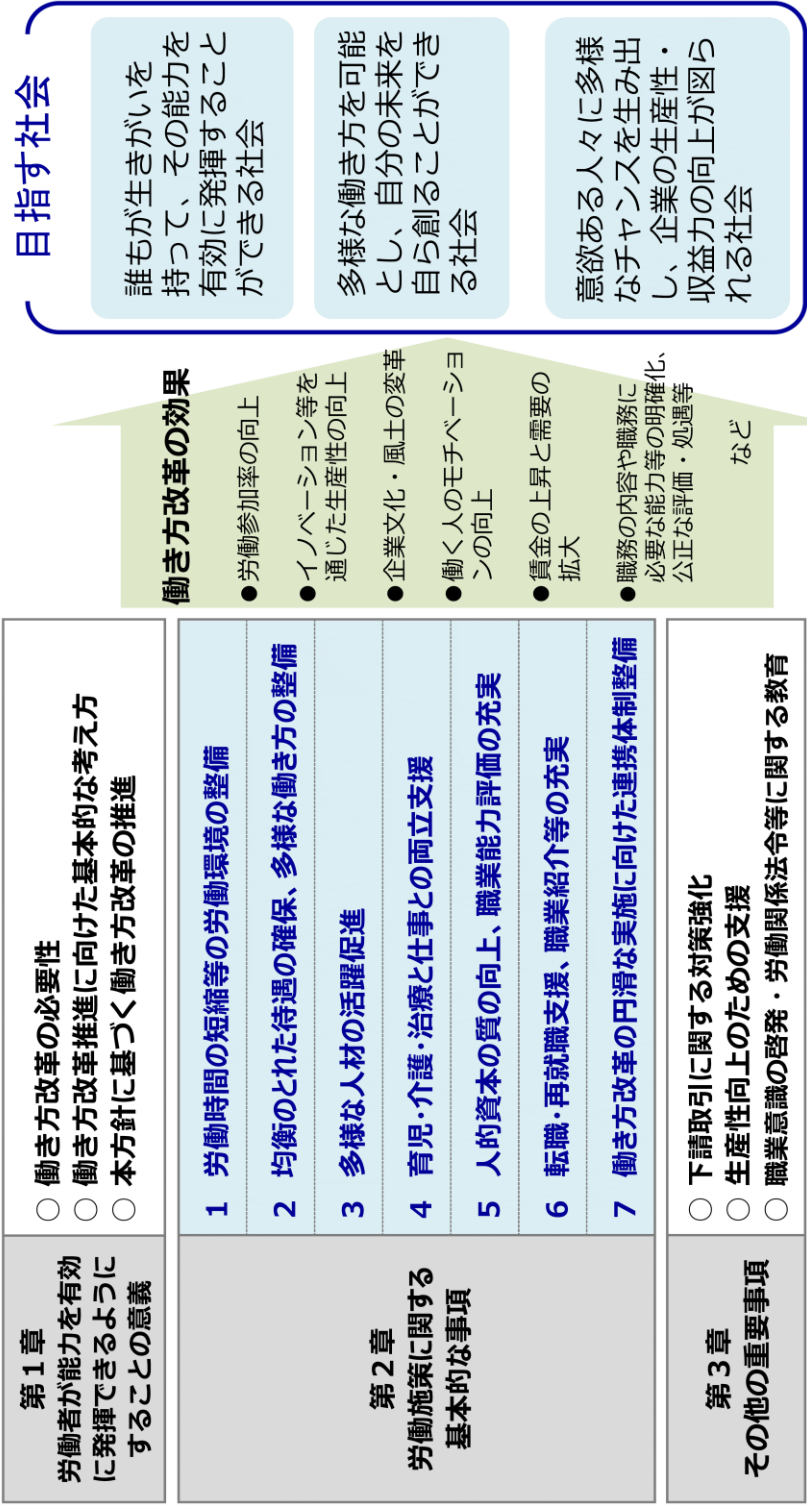 第１章
労働者が能力を有効
に発揮できるように
することの意義
○ 働き方改革の必要性
○ 働き方改革推進に向けた基本的な考え方
○ 本方針に基づく働き方改革の推進
第２章
労働施策に関する
基本的な事項
1 労働時間の短縮等の労働環境の整備
2 均衡のとれた待遇の確保、多様な働き方の整備
3 多様な人材の活躍促進
4 育児・介護・治療と仕事との両立支援
5 人的資本の質の向上、職業能力評価の充実
6 転職・再就職支援、職業紹介等の充実
7 働き方改革の円滑な実施に向けた連携体制整備
第３章
その他の重要事項
○ 下請取引に関する対策強化
○ 生産性向上のための支援
○ 職業意識の啓発・労働関係法令等に関する教育
働き方改革の効果
●労働参加率の向上
●イノベーション等を
通じた生産性の向上
●企業文化・風土の変革
●働く人のモチベーショ
ンの向上
●賃金の上昇と需要の
拡大
●職務の内容や職務に
必要な能力等の明確化、
公正な評価・処遇等
など
目指す社会
誰もが生きがいを
持って、その能力を
有効に発揮すること
ができる社会
多様な働き方を可能
とし、自分の未来を
自ら創ることができ
る社会
意欲ある人々に多様
なチャンスを生み出
し、企業の生産性・
収益力の向上が図ら
れる社会